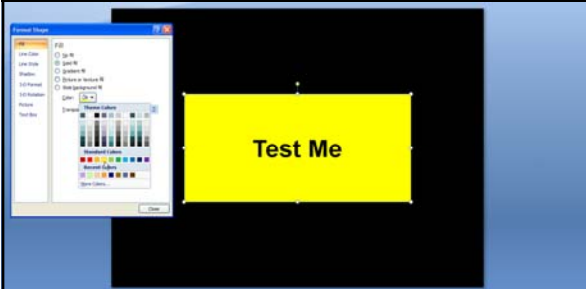 Format Shape
Fill
Line Color
Line Style
Shadow
3-D Format
3-D Rotation
Picture
Text Box
Fill
No fill
Solid fill
Gradient fill
Picture or texture fill
Slide background fill
Color:
Theme Colors
Standard Colors
Recent Colors
More Colors...
Close
Test Me